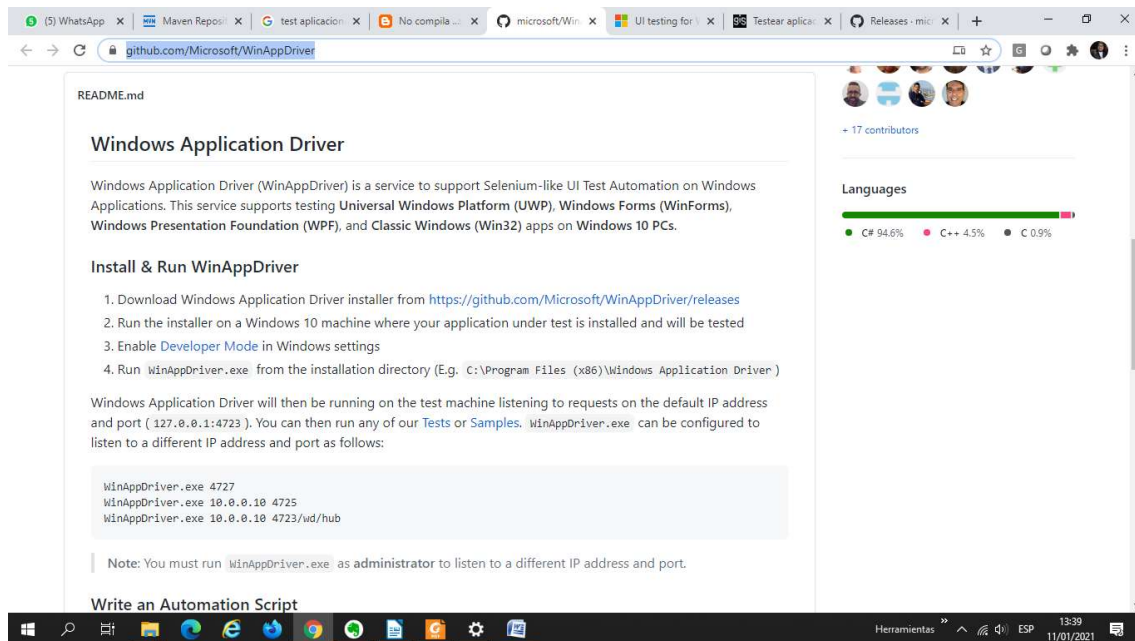 (5) WhatsApp
Maven Reposi
test aplicacion
No compila ...
microsoft/Win
UI testing for
Testear aplicac
Releases · mic
github.com/Microsoft/WinAppDriver
README.md
Windows Application Driver
Windows Application Driver (WinAppDriver) is a service to support Selenium-like UI Test Automation on Windows
Applications. This service supports testing Universal Windows Platform (UWP), Windows Forms (WinForms),
Windows Presentation Foundation (WPF), and Classic Windows (Win32) apps on Windows 10 PCs.
Install & Run WinAppDriver
1. Download Windows Application Driver installer from https://github.com/Microsoft/WinAppDriver/releases
2. Run the installer on a Windows 10 machine where your application under test is installed and will be tested
3. Enable Developer Mode in Windows settings
4. Run WinAppDriver.exe from the installation directory (E.g. C:\Program Files (x86)\Windows Application Driver )
Windows Application Driver will then be running on the test machine listening to requests on the default IP address
and port ( 127.0.0.1:4723 ). You can then run any of our Tests or Samples. WinAppDriver.exe can be configured to
listen to a different IP address and port as follows:
WinAppDriver.exe 4727
WinAppDriver.exe 10.0.0.10 4725
WinAppDriver.exe 10.0.0.10 4723/wd/hub
Note: You must run WinAppDriver.exe as administrator to listen to a different IP address and port.
Write an Automation Script
+ 17 contributors
Languages
C# 94.6% C++ 4.5% C 0.9%
Herramientas
ESP
13:39
11/01/2021